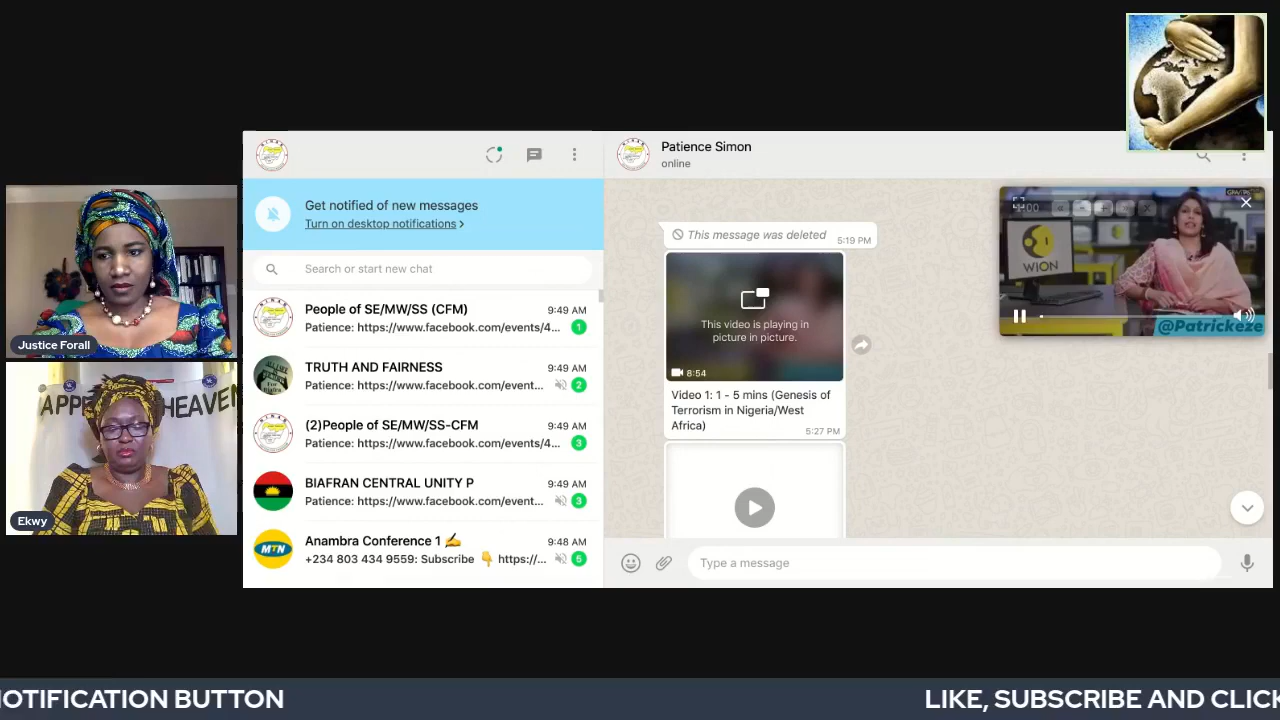 Justice Forall
APPE
HEAVEN
Ekwy
Get notified of new messages
Turn on desktop notifications >
Search or start new chat
People of SE/MW/SS (CFM)
9:49 AM
Patience: https://www.facebook.com/events/4...
1
TRUTH AND FAIRNESS
9:49 AM
Patience: https://www.facebook.com/event...
2
(2)People of SE/MW/SS-CFM
9:49 AM
Patience: https://www.facebook.com/events/4...
3
BIAFRAN CENTRAL UNITY P
9:49 AM
Patience: https://www.facebook.com/event...
3
MTN
Anambra Conference 1 ✍
9:48 AM
+234 803 434 9559: Subscribe 👇 https://...
5
Patience Simon
online
This message was deleted
5:19 PM
This video is playing in
picture in picture.
8:54
Video 1: 1 - 5 mins (Genesis of
Terrorism in Nigeria/West
Africa)
5:27 PM
WION
@Patrickeze
Type a message
NOTIFICATION BUTTON
LIKE, SUBSCRIBE AND CLICK